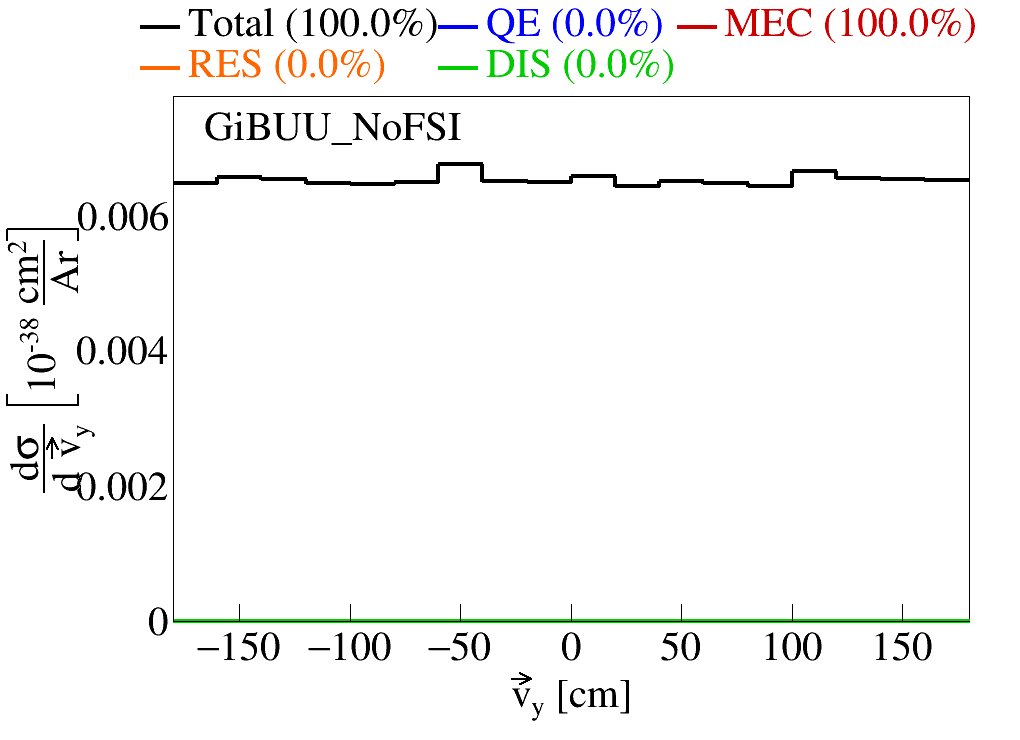 Total (100.0%) QE (0.0%) MEC (100.0%)
RES (0.0%) DIS (0.0%)
GiBUU_NoFSI
dσ/d v⃗y [10^-38 cm²/Ar]
0.006
0.004
0.002
0
−150 −100 −50 0 50 100 150
v⃗y [cm]